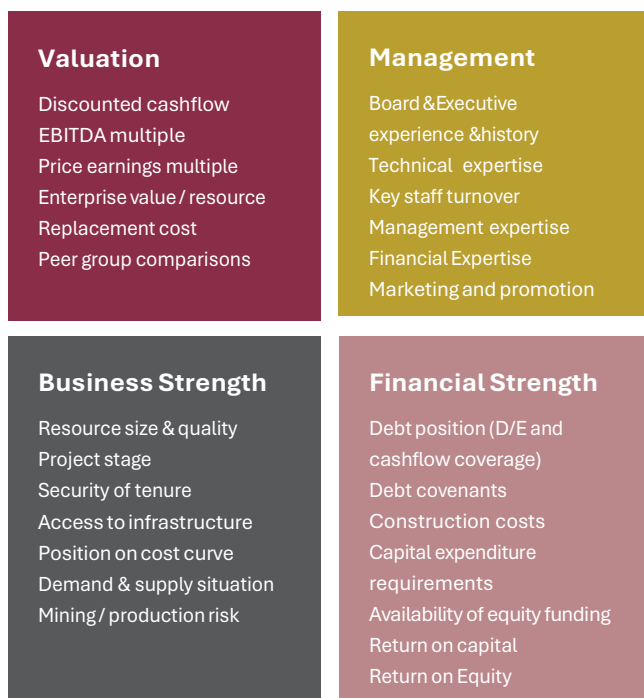 Valuation
Discounted cashflow
EBITDA multiple
Price earnings multiple
Enterprise value / resource
Replacement cost
Peer group comparisons
Management
Board &Executive
experience &history
Technical expertise
Key staff turnover
Management expertise
Financial Expertise
Marketing and promotion
Business Strength
Resource size & quality
Project stage
Security of tenure
Access to infrastructure
Position on cost curve
Demand & supply situation
Mining / production risk
Financial Strength
Debt position (D/E and
cashflow coverage)
Debt covenants
Construction costs
Capital expenditure
requirements
Availability of equity funding
Return on capital
Return on Equity